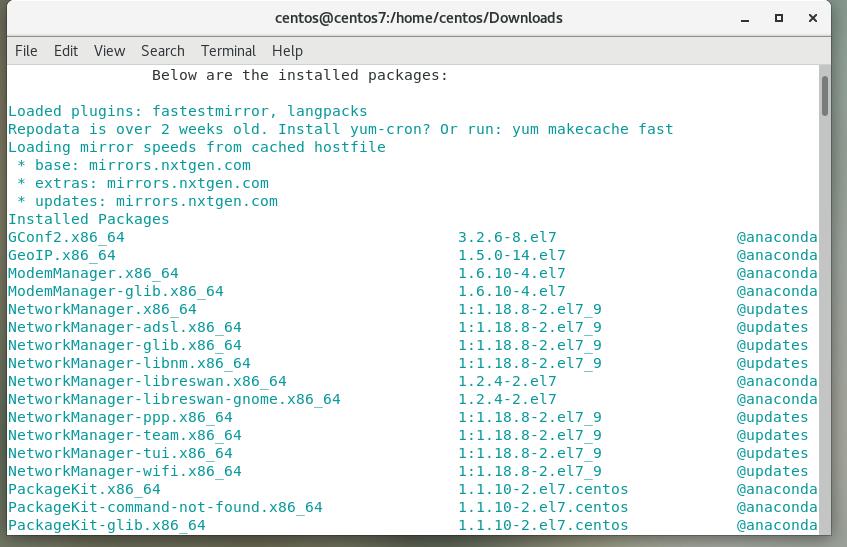 centos@centos7:/home/centos/Downloads
File Edit View Search Terminal Help
Below are the installed packages:
Loaded plugins: fastestmirror, langpacks
Repodata is over 2 weeks old. Install yum-cron? Or run: yum makecache fast
Loading mirror speeds from cached hostfile
* base: mirrors.nxtgen.com
* extras: mirrors.nxtgen.com
* updates: mirrors.nxtgen.com
Installed Packages
GConf2.x86_64 3.2.6-8.el7 @anaconda
GeoIP.x86_64 1.5.0-14.el7 @anaconda
ModemManager.x86_64 1.6.10-4.el7 @anaconda
ModemManager-glib.x86_64 1.6.10-4.el7 @anaconda
NetworkManager.x86_64 1:1.18.8-2.el7_9 @updates
NetworkManager-adsl.x86_64 1:1.18.8-2.el7_9 @updates
NetworkManager-glib.x86_64 1:1.18.8-2.el7_9 @updates
NetworkManager-libnm.x86_64 1:1.18.8-2.el7_9 @updates
NetworkManager-libreswan.x86_64 1.2.4-2.el7 @anaconda
NetworkManager-libreswan-gnome.x86_64 1.2.4-2.el7 @anaconda
NetworkManager-ppp.x86_64 1:1.18.8-2.el7_9 @updates
NetworkManager-team.x86_64 1:1.18.8-2.el7_9 @updates
NetworkManager-tui.x86_64 1:1.18.8-2.el7_9 @updates
NetworkManager-wifi.x86_64 1:1.18.8-2.el7_9 @updates
PackageKit.x86_64 1.1.10-2.el7.centos @anaconda
PackageKit-command-not-found.x86_64 1.1.10-2.el7.centos @anaconda
PackageKit-glib.x86_64 1.1.10-2.el7.centos @anaconda